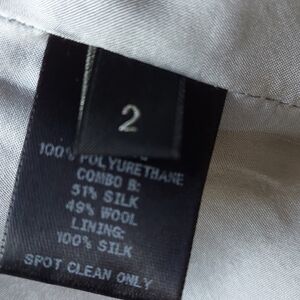 2
100% POLYURETHANE
COMBO B:
51% SILK
49% WOOL
LINING:
100% SILK
SPOT CLEAN ONLY